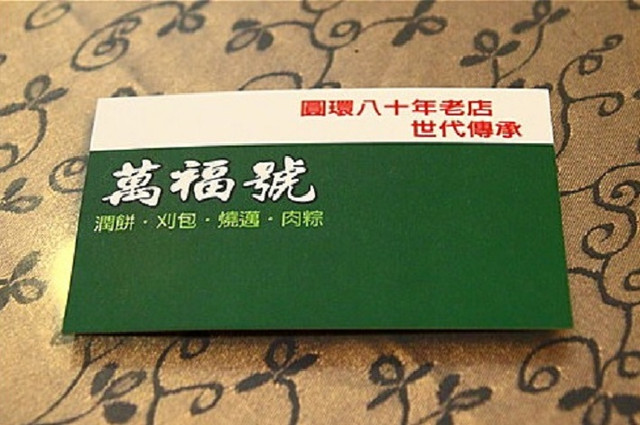 圓環八十年老店
世代傳承
萬福號
潤餅·刈包·燒邁·肉粽